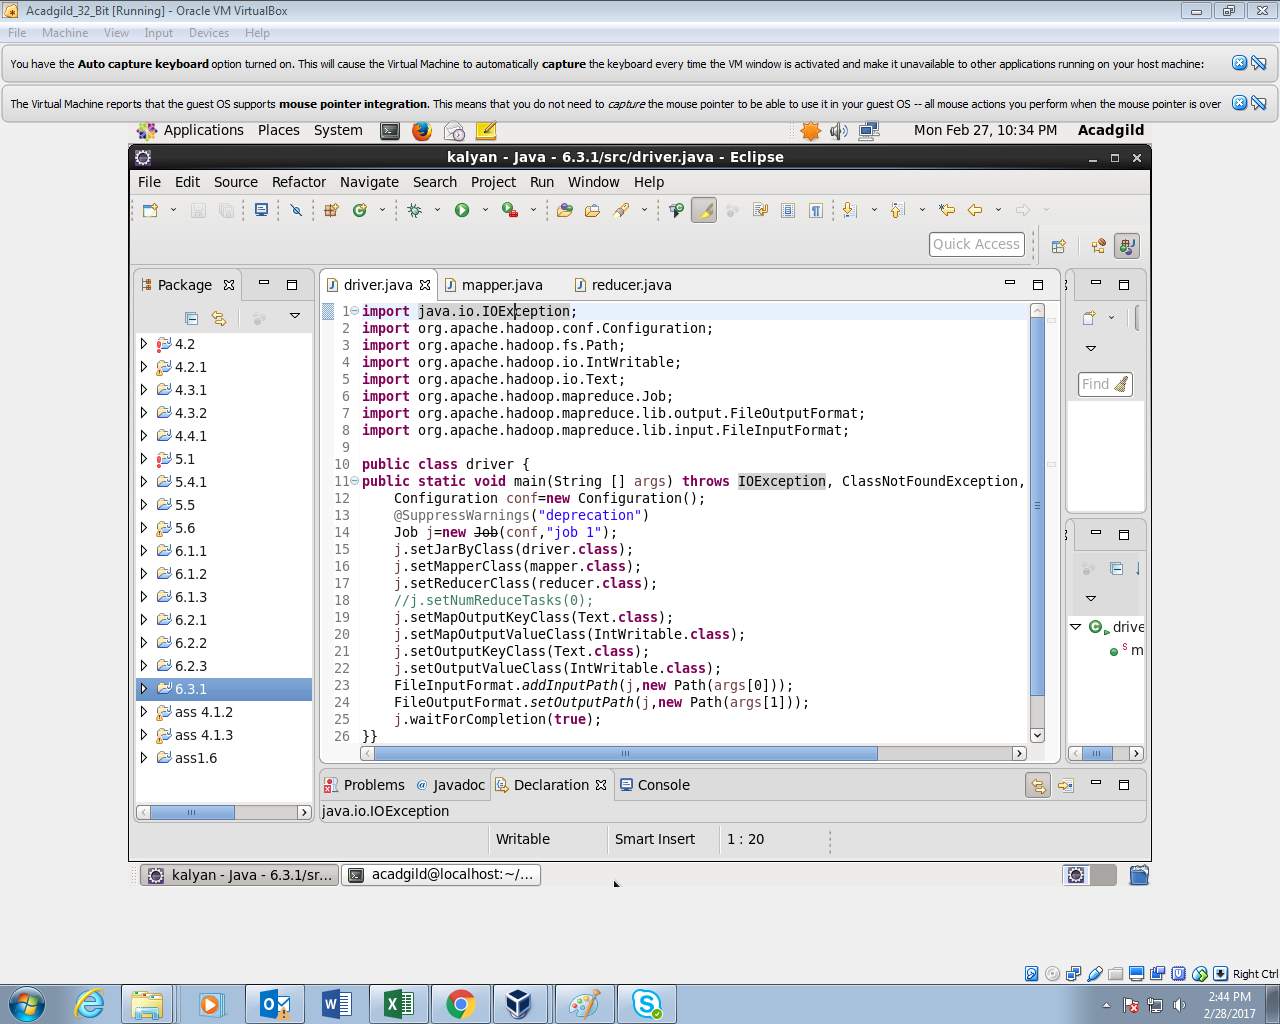 Acadgild_32_Bit [Running] - Oracle VM VirtualBox
File Machine View Input Devices Help
You have the Auto capture keyboard option turned on. This will cause the Virtual Machine to automatically capture the keyboard every time the VM window is activated and make it unavailable to other applications running on your host machine:
The Virtual Machine reports that the guest OS supports mouse pointer integration. This means that you do not need to capture the mouse pointer to be able to use it in your guest OS -- all mouse actions you perform when the mouse pointer is over
Applications Places System Mon Feb 27, 10:34 PM Acadgild
kalyan - Java - 6.3.1/src/driver.java - Eclipse
File Edit Source Refactor Navigate Search Project Run Window Help
Quick Access
Package
4.2
4.2.1
4.3.1
4.3.2
4.4.1
5.1
5.4.1
5.5
5.6
6.1.1
6.1.2
6.1.3
6.2.1
6.2.2
6.2.3
6.3.1
ass 4.1.2
ass 4.1.3
ass1.6
driver.java mapper.java reducer.java
1 import java.io.IOException;
2 import org.apache.hadoop.conf.Configuration;
3 import org.apache.hadoop.fs.Path;
4 import org.apache.hadoop.io.IntWritable;
5 import org.apache.hadoop.io.Text;
6 import org.apache.hadoop.mapreduce.Job;
7 import org.apache.hadoop.mapreduce.lib.output.FileOutputFormat;
8 import org.apache.hadoop.mapreduce.lib.input.FileInputFormat;
9
10 public class driver {
11 public static void main(String [] args) throws IOException, ClassNotFoundException,
12 Configuration conf=new Configuration();
13 @SuppressWarnings("deprecation")
14 Job j=new Job(conf,"job 1");
15 j.setJarByClass(driver.class);
16 j.setMapperClass(mapper.class);
17 j.setReducerClass(reducer.class);
18 //j.setNumReduceTasks(0);
19 j.setMapOutputKeyClass(Text.class);
20 j.setMapOutputValueClass(IntWritable.class);
21 j.setOutputKeyClass(Text.class);
22 j.setOutputValueClass(IntWritable.class);
23 FileInputFormat.addInputPath(j,new Path(args[0]));
24 FileOutputFormat.setOutputPath(j,new Path(args[1]));
25 j.waitForCompletion(true);
26 }}
Find
drive
m
Problems Javadoc Declaration Console
java.io.IOException
Writable Smart Insert 1 : 20
kalyan - Java - 6.3.1/sr... acadgild@localhost:~/...
Right Ctrl
2:44 PM
2/28/2017